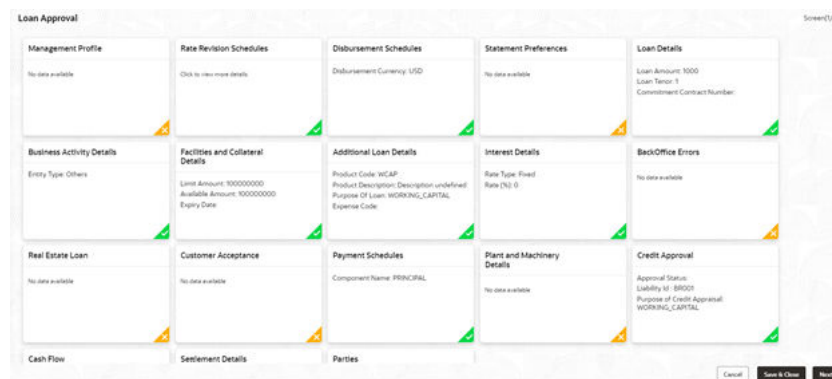 Loan Approval
Screen(1/
Management Profile
No data available
Rate Revision Schedules
Click to view more details
Disbursement Schedules
Disbursement Currency: USD
Statement Preferences
No data available
Loan Details
Loan Amount: 1000
Loan Tenor: 1
Commitment Contract Number:
Business Activity Details
Entity Type: Others
Facilities and Collateral
Details
Limit Amount: 100000000
Available Amount: 100000000
Expiry Date:
Additional Loan Details
Product Code: WCAP
Product Description: Description undefined
Purpose Of Loan: WORKING_CAPITAL
Expense Code:
Interest Details
Rate Type: Fixed
Rate (%): 0
BackOffice Errors
No data available
Real Estate Loan
No data available
Customer Acceptance
No data available
Payment Schedules
Component Name: PRINCIPAL
Plant and Machinery
Details
No data available
Credit Approval
Approval Status:
Liability Id : BR001
Purpose of Credit Appraisal:
WORKING_CAPITAL
Cash Flow
Settlement Details
Parties
Cancel
Save & Close
Next